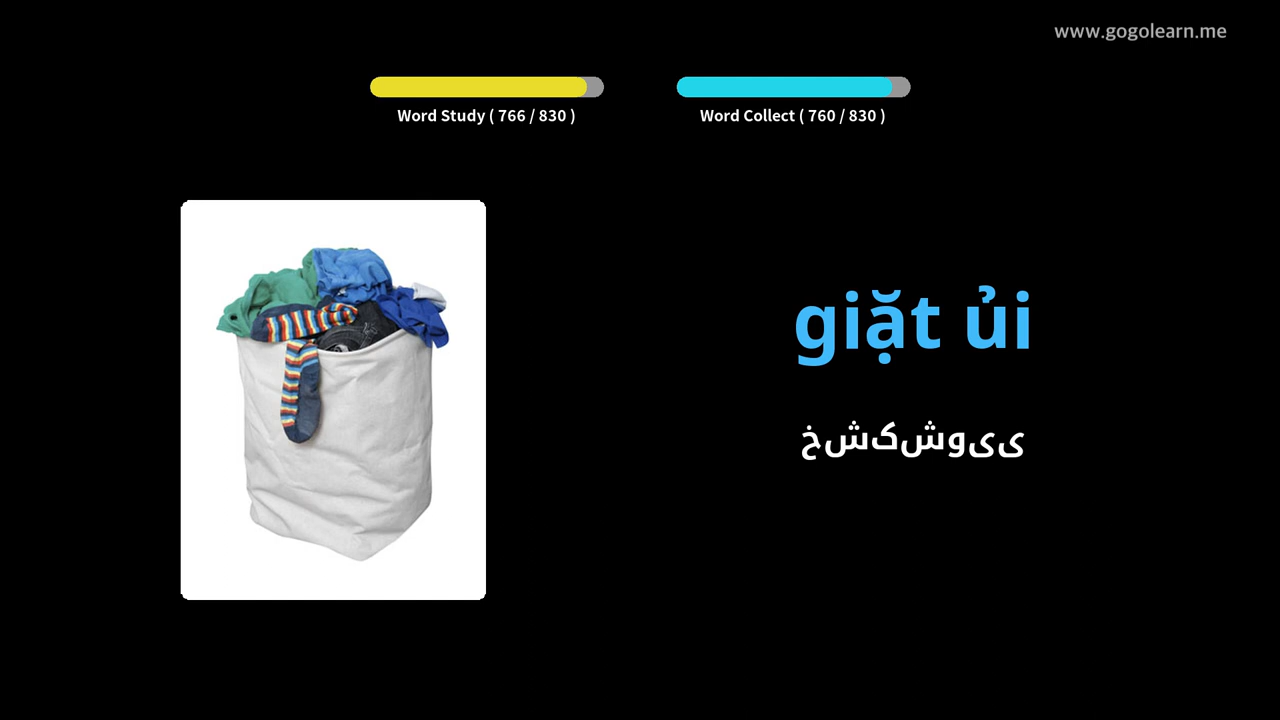 www.gogolearn.me
Word Study ( 766 / 830 )
Word Collect ( 760 / 830 )
giặt ủi
خشکشویی